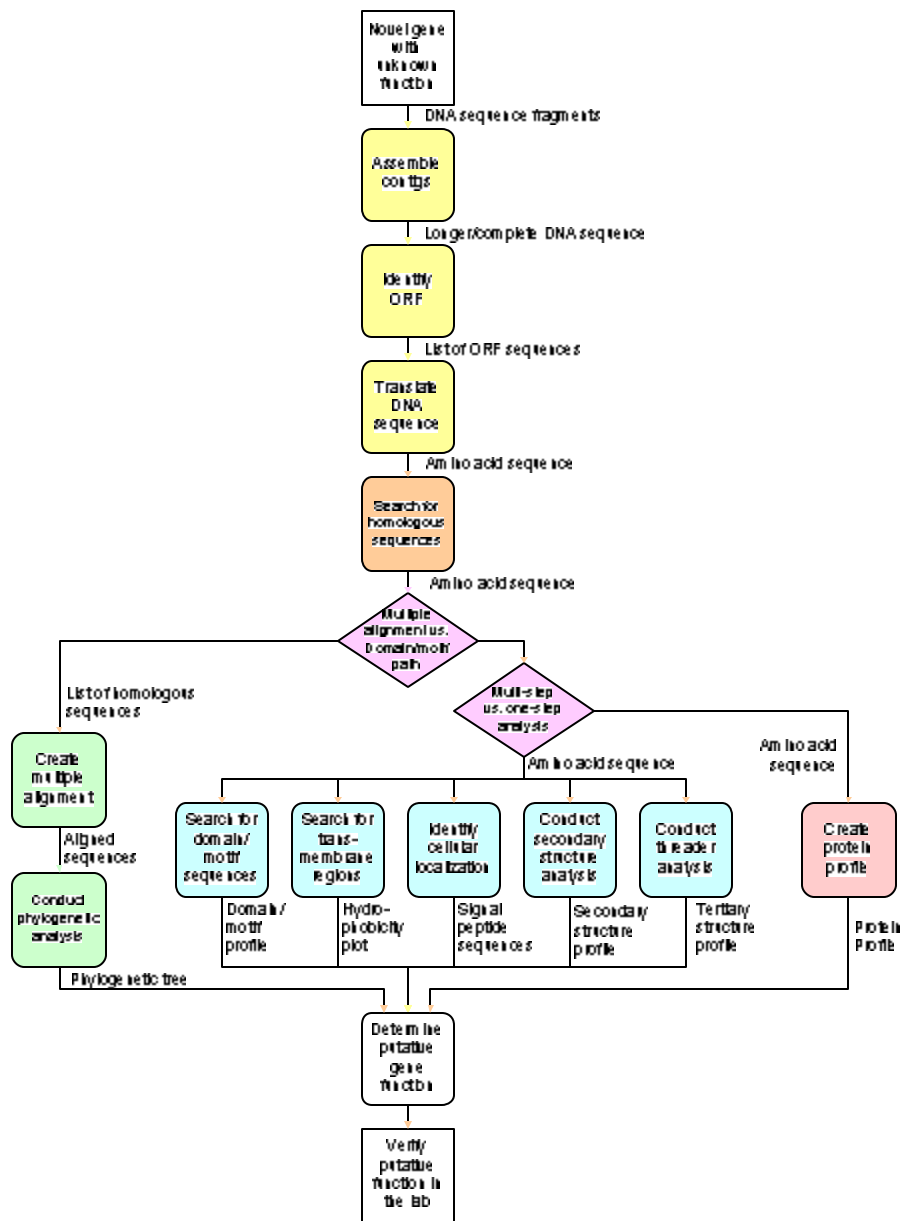 Novel gene
with
unknown
function
DNA sequence fragments
Assemble
contigs
Longer/complete DNA sequence
Identify
ORF
List of ORF sequences
Translate
DNA
sequence
Amino acid sequence
Search for
homologous
sequences
Amino acid sequence
Multiple
alignment vs.
Domain/motif
path
List of homologous
sequences
Multi-step
vs. one-step
analysis
Amino acid
sequence
Amino acid sequence
Create
multiple
alignment
Search for
domain/
motif
sequences
Search for
trans-
membrane
regions
Identify
cellular
localization
Conduct
secondary
structure
analysis
Conduct
threader
analysis
Create
protein
profile
Aligned
sequences
Conduct
phylogenetic
analysis
Domain/
motif
profile
Hydro-
phobicity
plot
Signal
peptide
sequences
Secondary
structure
profile
Tertiary
structure
profile
Protein
Profile
Phylogenetic tree
Determine
putative
gene
function
Verify
putative
function in
the lab